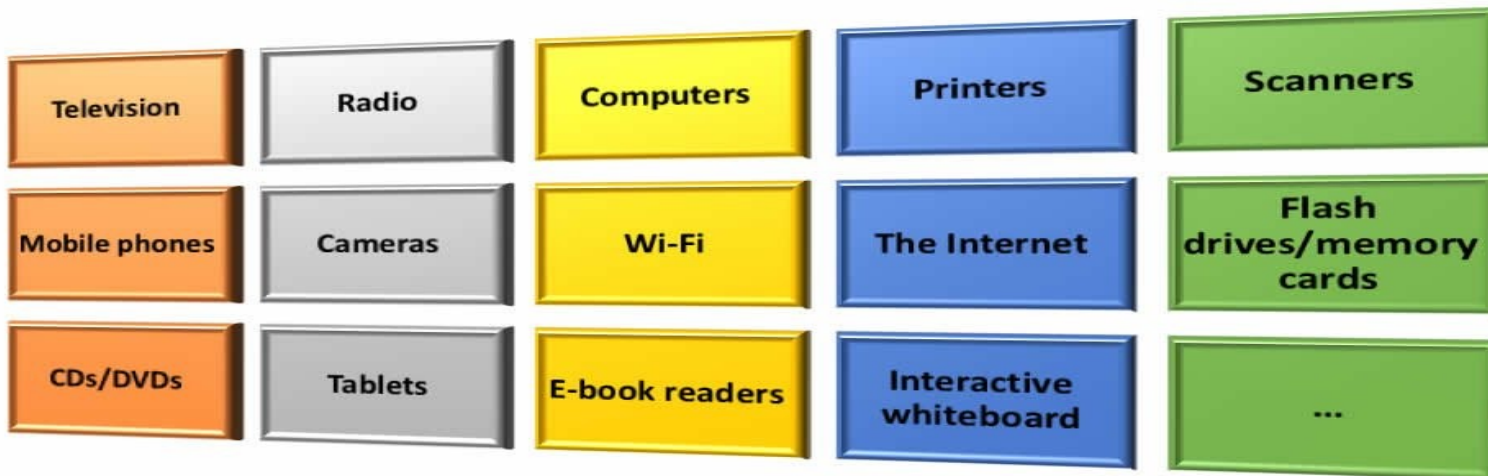 Television
Radio
Computers
Printers
Scanners
Mobile phones
Cameras
Wi-Fi
The Internet
Flash
drives/memory
cards
CDs/DVDs
Tablets
E-book readers
Interactive
whiteboard
...